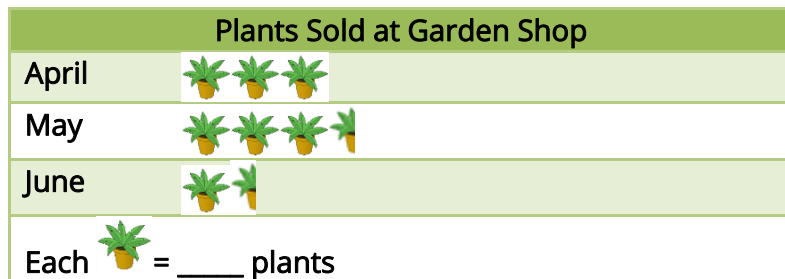 Plants Sold at Garden Shop
April
May
June
Each = _____ plants